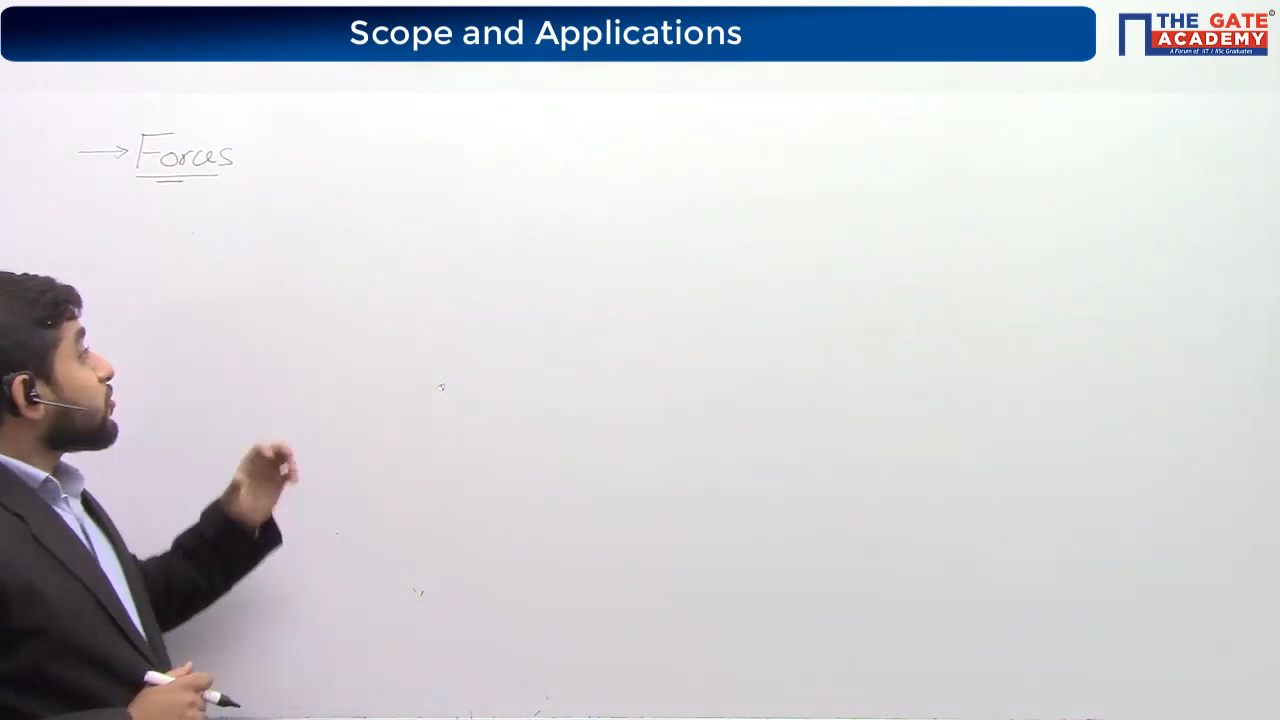 Scope and Applications
THE GATE
ACADEMY
A Forum of IIT / IISc Graduates
→ Forces